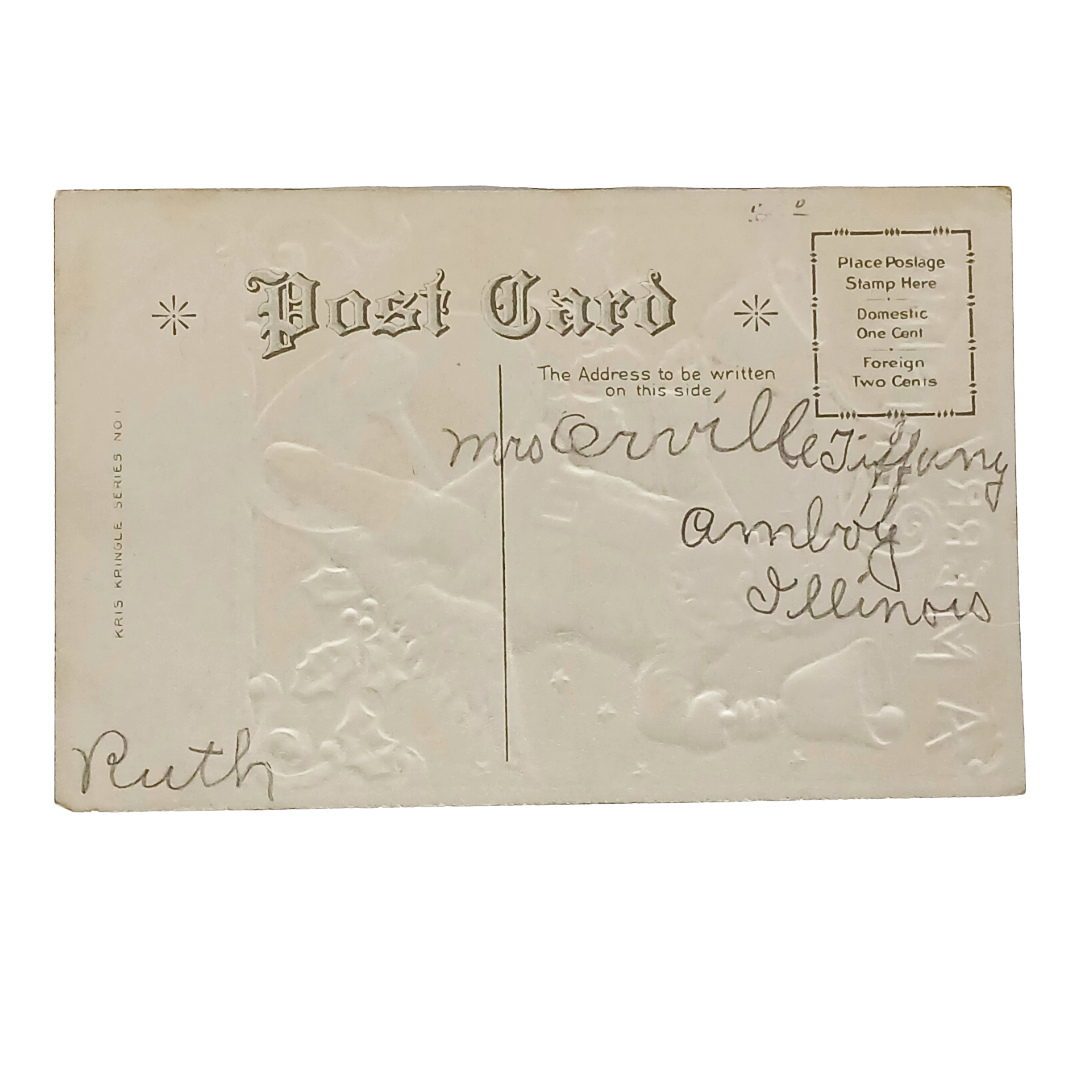 Post Card
Place Postage
Stamp Here
Domestic
One Cent
Foreign
Two Cents
The Address to be written
on this side
Mrs Orville Tiffany
Amboy
Illinois
KRIS KRINGLE SERIES NO 1
Ruth
A MERRY